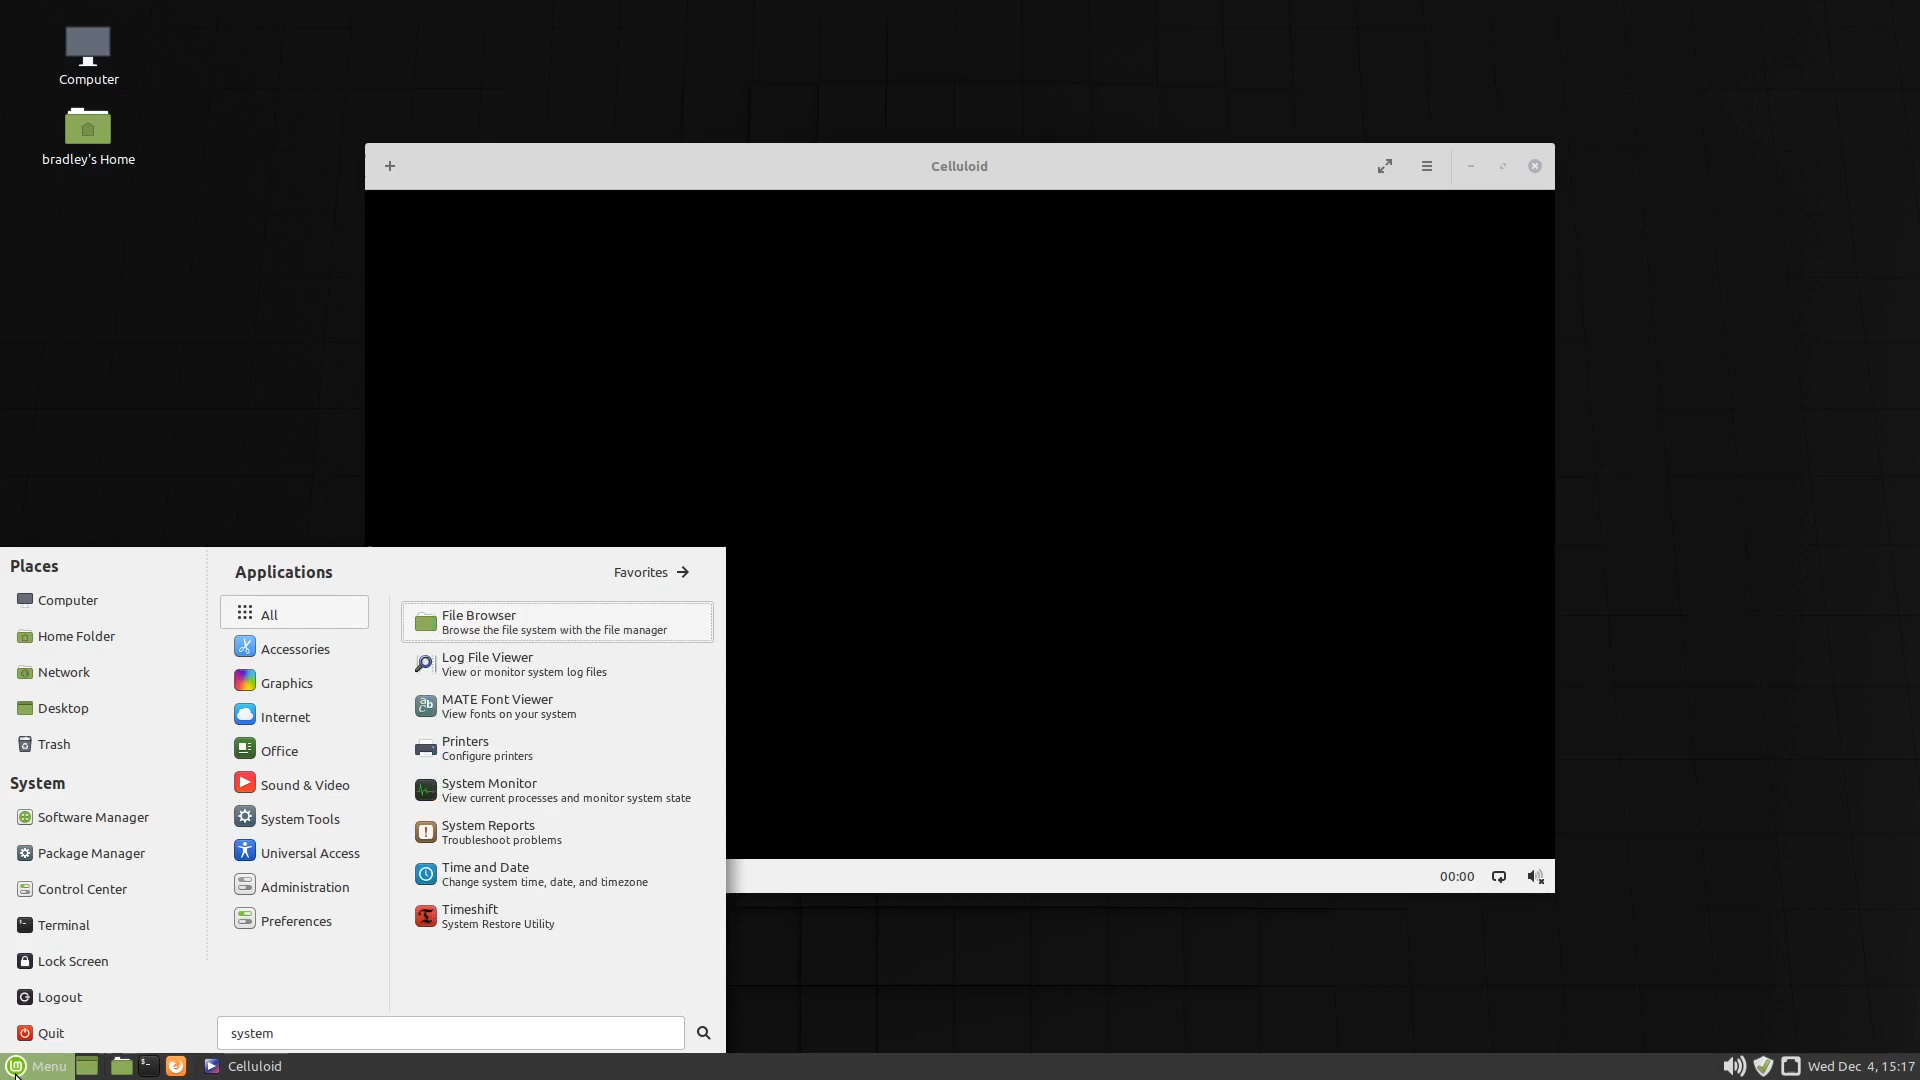 Computer
bradley's Home
Celluloid
Places
Computer
Home Folder
Network
Desktop
Trash
System
Software Manager
Package Manager
Control Center
Terminal
Lock Screen
Logout
Quit
Applications
Favorites
All
Accessories
Graphics
Internet
Office
Sound & Video
System Tools
Universal Access
Administration
Preferences
File Browser
Browse the file system with the file manager
Log File Viewer
View or monitor system log files
MATE Font Viewer
View fonts on your system
Printers
Configure printers
System Monitor
View current processes and monitor system state
System Reports
Troubleshoot problems
Time and Date
Change system time, date, and timezone
Timeshift
System Restore Utility
system
00:00
Menu
Celluloid
Wed Dec 4, 15:17